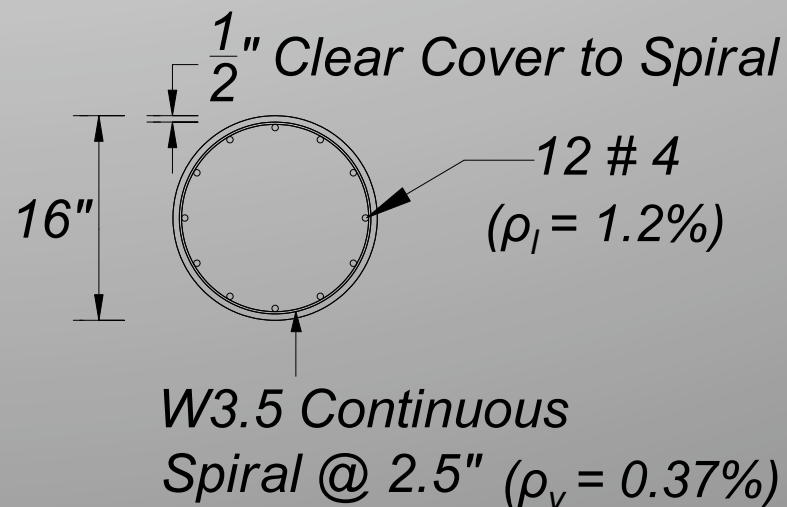 1/2" Clear Cover to Spiral
12 # 4
16"
(ρl = 1.2%)
W3.5 Continuous
Spiral @ 2.5" (ρv = 0.37%)